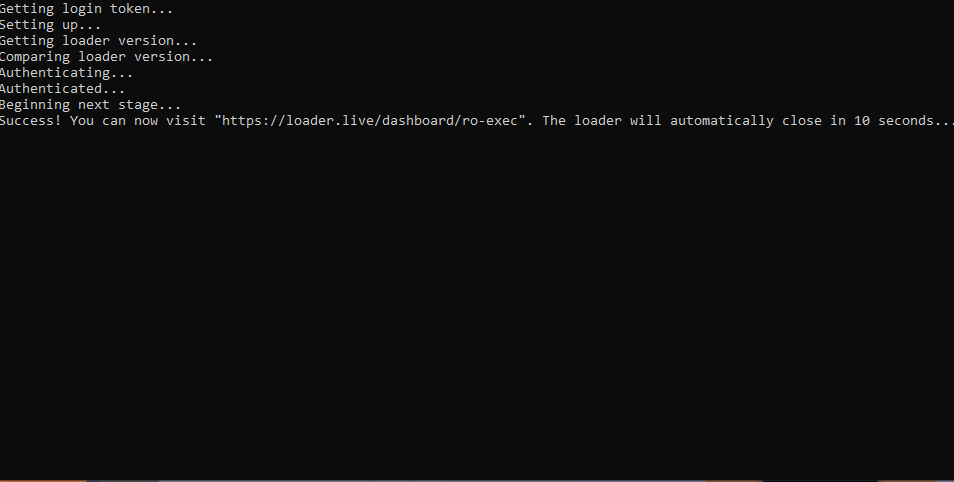 Getting login token...
Setting up...
Getting loader version...
Comparing loader version...
Authenticating...
Authenticated...
Beginning next stage...
Success! You can now visit "https://loader.live/dashboard/ro-exec". The loader will automatically close in 10 seconds...